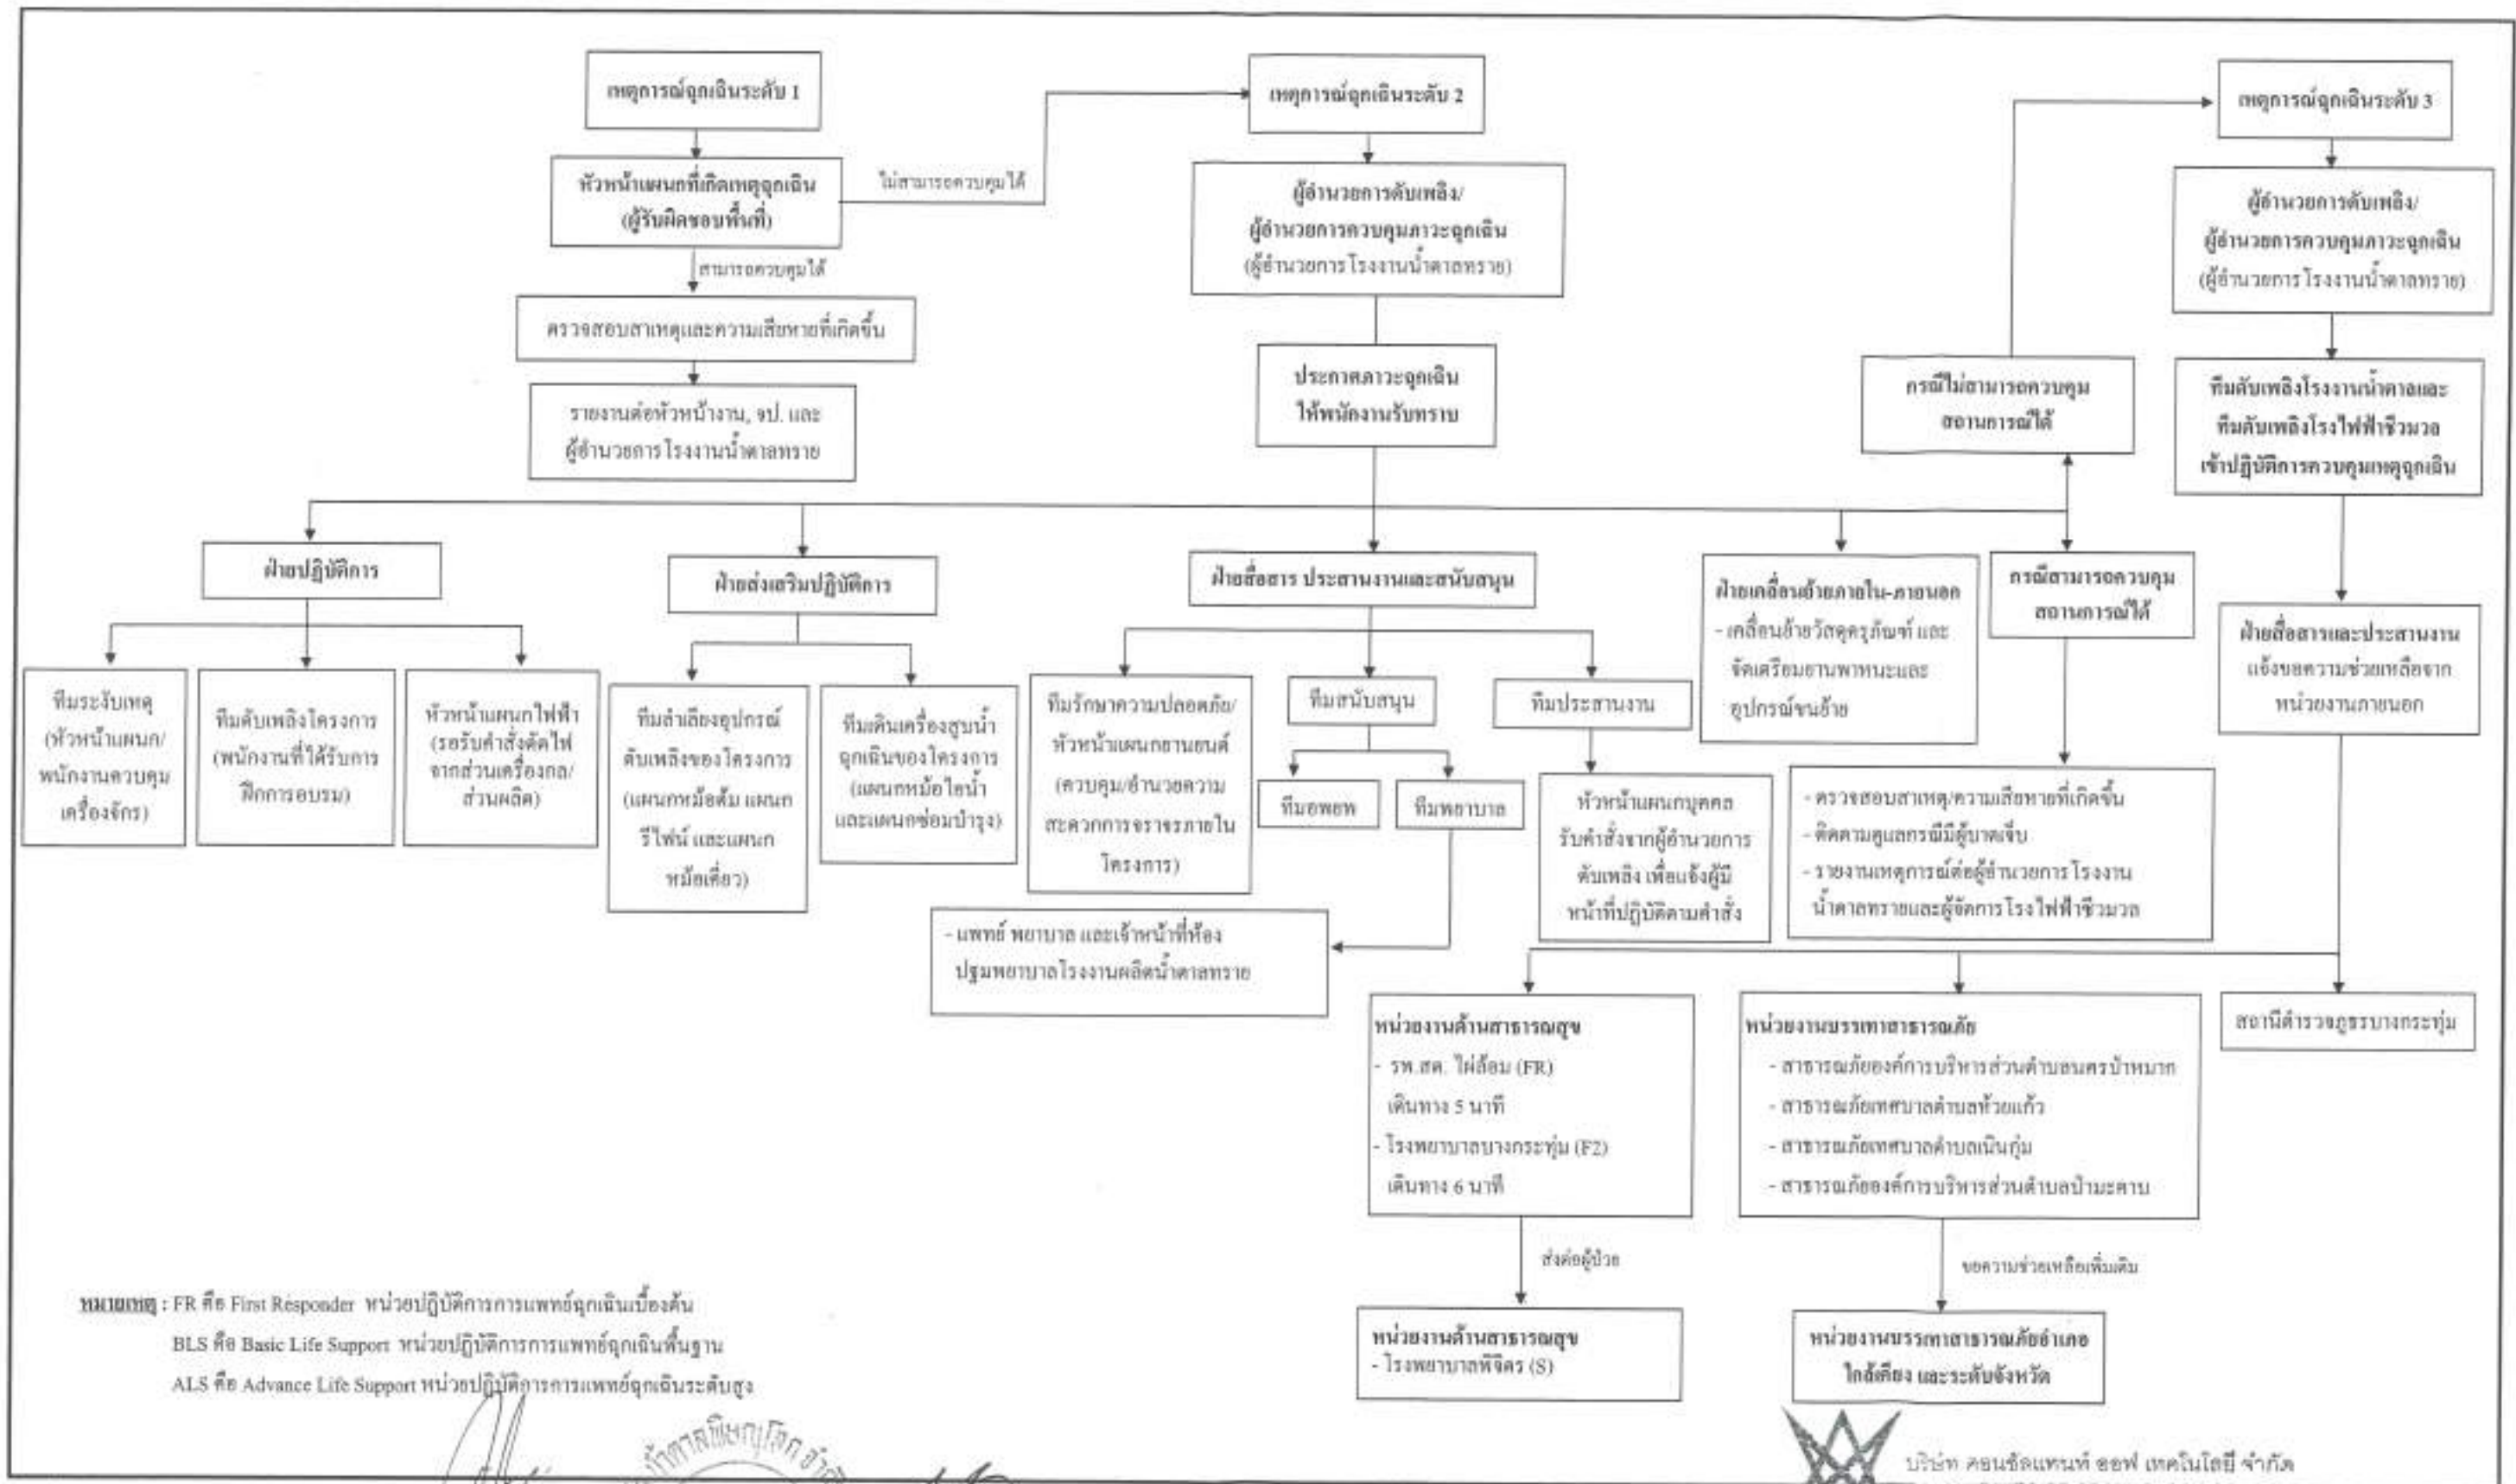 เหตุการณ์ฉุกเฉินระดับ 1
หัวหน้าแผนกที่เกิดเหตุฉุกเฉิน
(ผู้รับผิดชอบพื้นที่)
ไม่สามารถควบคุมได้
สามารถควบคุมได้
ตรวจสอบสาเหตุและความเสียหายที่เกิดขึ้น
รายงานต่อหัวหน้างาน, จป. และ
ผู้อำนวยการโรงงานน้ำตาลทราย
เหตุการณ์ฉุกเฉินระดับ 2
ผู้อำนวยการดับเพลิง/
ผู้อำนวยการควบคุมภาวะฉุกเฉิน
(ผู้อำนวยการโรงงานน้ำตาลทราย)
ประกาศภาวะฉุกเฉิน
ให้พนักงานรับทราบ
เหตุการณ์ฉุกเฉินระดับ 3
ผู้อำนวยการดับเพลิง/
ผู้อำนวยการควบคุมภาวะฉุกเฉิน
(ผู้อำนวยการโรงงานน้ำตาลทราย)
กรณีไม่สามารถควบคุม
สถานการณ์ได้
ทีมดับเพลิงโรงงานน้ำตาลและ
ทีมดับเพลิงโรงไฟฟ้าชีวมวล
เข้าปฏิบัติการควบคุมเหตุฉุกเฉิน
ฝ่ายปฏิบัติการ
ทีมระงับเหตุ
(หัวหน้าแผนก/
พนักงานควบคุม
เครื่องจักร)
ทีมดับเพลิงโครงการ
(พนักงานที่ได้รับการ
ฝึกการอบรม)
หัวหน้าแผนกไฟฟ้า
(รอรับคำสั่งตัดไฟ
จากส่วนเครื่องกล/
ส่วนผลิต)
ฝ่ายส่งเสริมปฏิบัติการ
ทีมลำเลียงอุปกรณ์
ดับเพลิงของโครงการ
(แผนกหม้อต้ม แผนก
รีไฟน์ และแผนก
หม้อเคี่ยว)
ทีมเดินเครื่องสูบน้ำ
ฉุกเฉินของโครงการ
(แผนกหม้อไอน้ำ
และแผนกซ่อมบำรุง)
ฝ่ายสื่อสาร ประสานงานและสนับสนุน
ทีมรักษาความปลอดภัย/
หัวหน้าแผนกยานยนต์
(ควบคุม/อำนวยความ
สะดวกการจราจรภายใน
โครงการ)
ทีมสนับสนุน
ทีมอพยพ
ทีมพยาบาล
- แพทย์ พยาบาล และเจ้าหน้าที่ห้อง
ปฐมพยาบาลโรงงานผลิตน้ำตาลทราย
ทีมประสานงาน
หัวหน้าแผนกบุคคล
รับคำสั่งจากผู้อำนวยการ
ดับเพลิง เพื่อแจ้งผู้มี
หน้าที่ปฏิบัติตามคำสั่ง
ฝ่ายเคลื่อนย้ายภายใน-ภายนอก
- เคลื่อนย้ายวัสดุครุภัณฑ์ และ
จัดเตรียมยานพาหนะและ
อุปกรณ์ขนย้าย
กรณีสามารถควบคุม
สถานการณ์ได้
- ตรวจสอบสาเหตุ/ความเสียหายที่เกิดขึ้น
- ติดตามดูแลกรณีมีผู้บาดเจ็บ
- รายงานเหตุการณ์ต่อผู้อำนวยการโรงงาน
น้ำตาลทรายและผู้จัดการโรงไฟฟ้าชีวมวล
ฝ่ายสื่อสารและประสานงาน
แจ้งขอความช่วยเหลือจาก
หน่วยงานภายนอก
หน่วยงานด้านสาธารณสุข
- รพ.สต. ไผ่ล้อม (FR)
เดินทาง 5 นาที
- โรงพยาบาลบางกระทุ่ม (F2)
เดินทาง 6 นาที
หน่วยงานบรรเทาสาธารณภัย
- สาธารณภัยองค์การบริหารส่วนตำบลนครป่าหมาก
- สาธารณภัยเทศบาลตำบลห้วยแก้ว
- สาธารณภัยเทศบาลตำบลเนินกุ่ม
- สาธารณภัยองค์การบริหารส่วนตำบลป่ามะคาบ
สถานีตำรวจภูธรบางกระทุ่ม
ส่งต่อผู้ป่วย
ขอความช่วยเหลือเพิ่มเติม
หน่วยงานด้านสาธารณสุข
- โรงพยาบาลพิจิตร (S)
หน่วยงานบรรเทาสาธารณภัยอำเภอ
ใกล้เคียง และระดับจังหวัด
หมายเหตุ : FR คือ First Responder หน่วยปฏิบัติการการแพทย์ฉุกเฉินเบื้องต้น
BLS คือ Basic Life Support หน่วยปฏิบัติการการแพทย์ฉุกเฉินพื้นฐาน
ALS คือ Advance Life Support หน่วยปฏิบัติการการแพทย์ฉุกเฉินระดับสูง
น้ำตาลพิษณุโลก จำกัด
บริษัท คอนซัลแทนท์ ออฟ เทคโนโลยี จำกัด